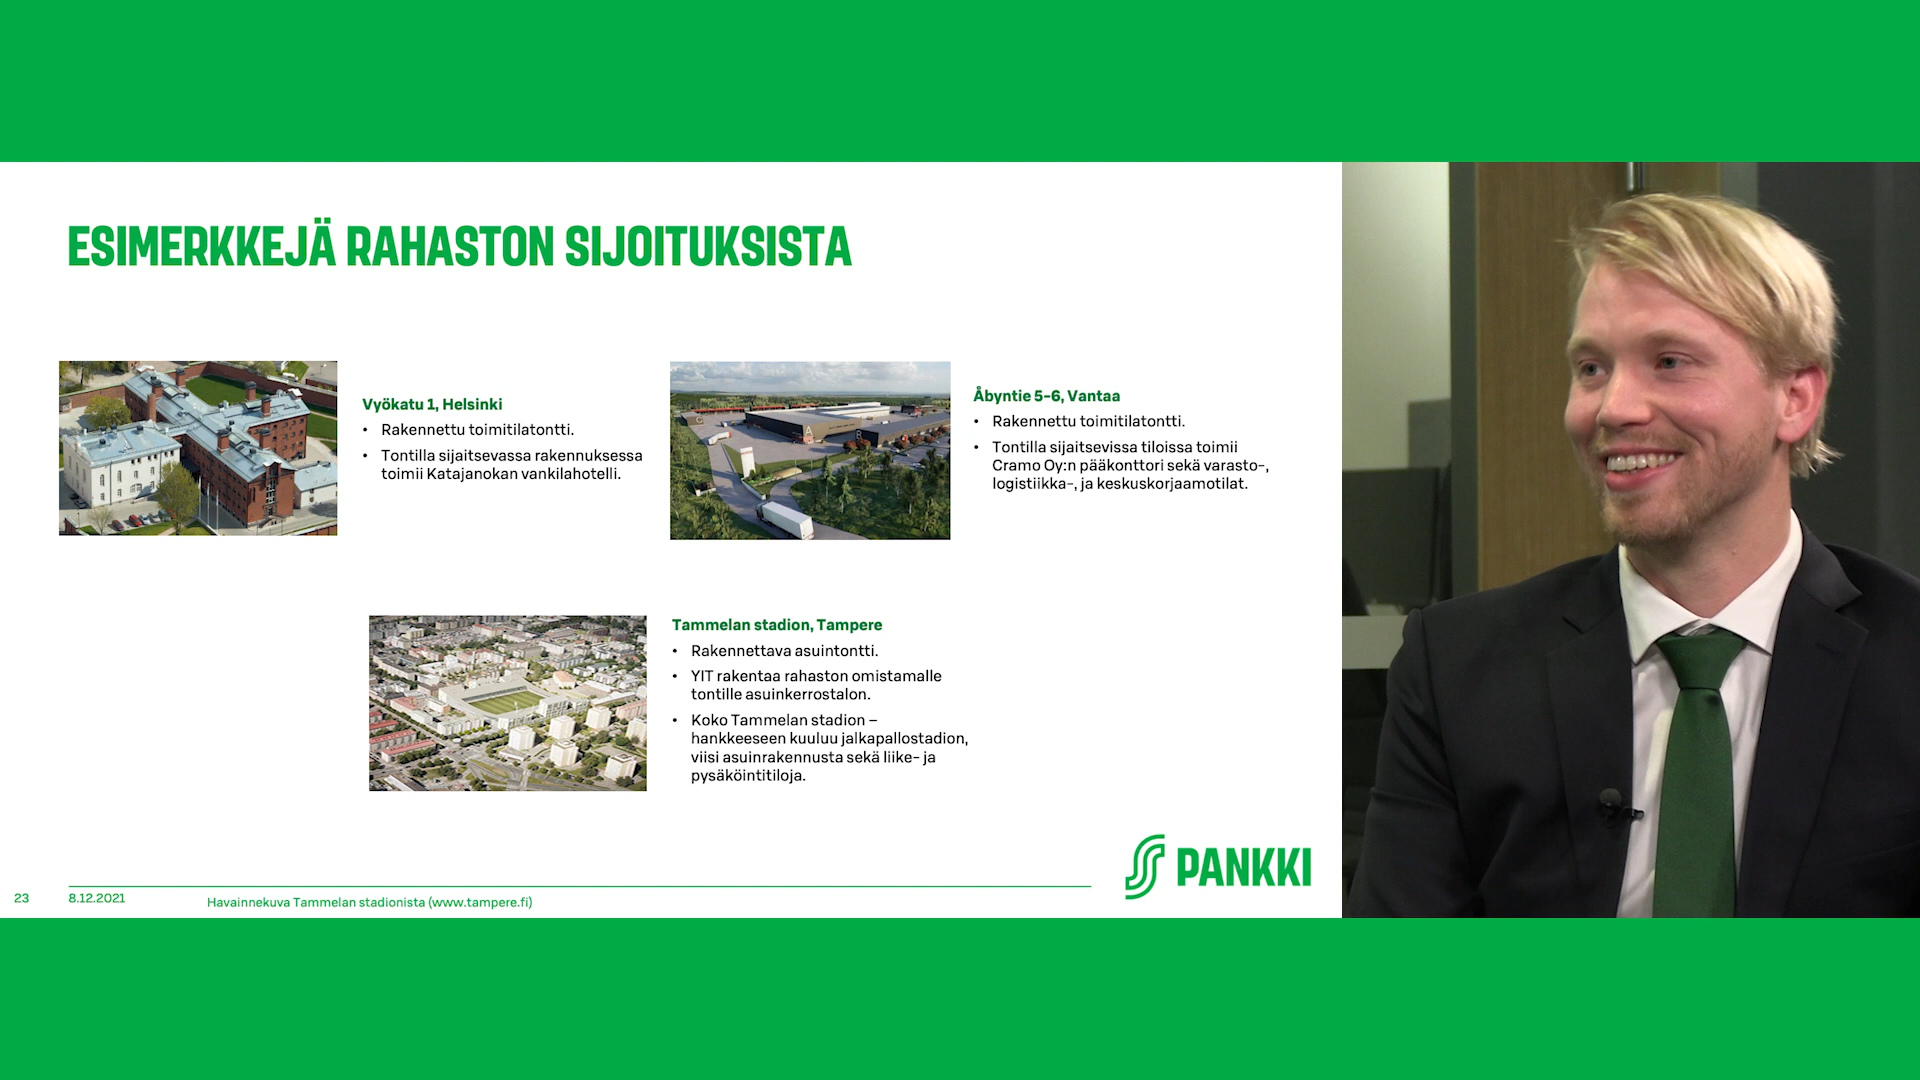 ESIMERKKEJÄ RAHASTON SIJOITUKSISTA
Vyökatu 1, Helsinki
• Rakennettu toimitilatontti.
• Tontilla sijaitsevassa rakennuksessa
toimii Katajanokan vankilahotelli.
Åbyntie 5-6, Vantaa
• Rakennettu toimitilatontti.
• Tontilla sijaitsevissa tiloissa toimii
Cramo Oy:n pääkonttori sekä varasto-,
logistiikka-, ja keskuskorjaamotilat.
Tammelan stadion, Tampere
• Rakennettava asuintontti.
• YIT rakentaa rahaston omistamalle
tontille asuinkerrostalon.
• Koko Tammelan stadion –
hankkeeseen kuuluu jalkapallostadion,
viisi asuinrakennusta sekä liike- ja
pysäköintitiloja.
S PANKKI
23
8.12.2021
Havainnekuva Tammelan stadionista (www.tampere.fi)